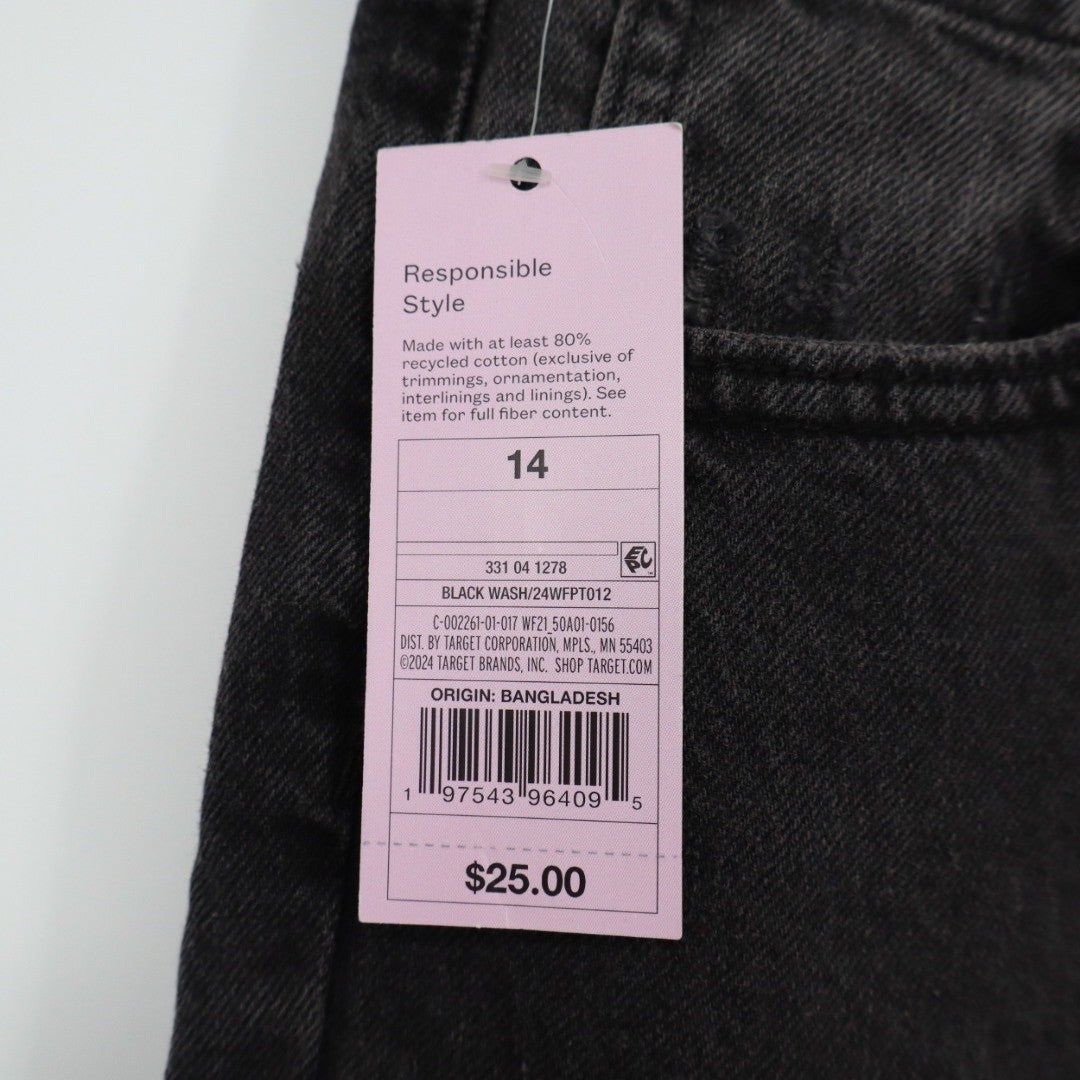 Responsible
Style
Made with at least 80%
recycled cotton (exclusive of
trimmings, ornamentation,
interlinings and linings). See
item for full fiber content.
14
EPC
331 04 1278
BLACK WASH/24WFPT012
C-002261-01-017 WF21_50A01-0156
DIST. BY TARGET CORPORATION, MPLS., MN 55403
©2024 TARGET BRANDS, INC. SHOP TARGET.COM
ORIGIN: BANGLADESH
1 97543 96409 5
$25.00